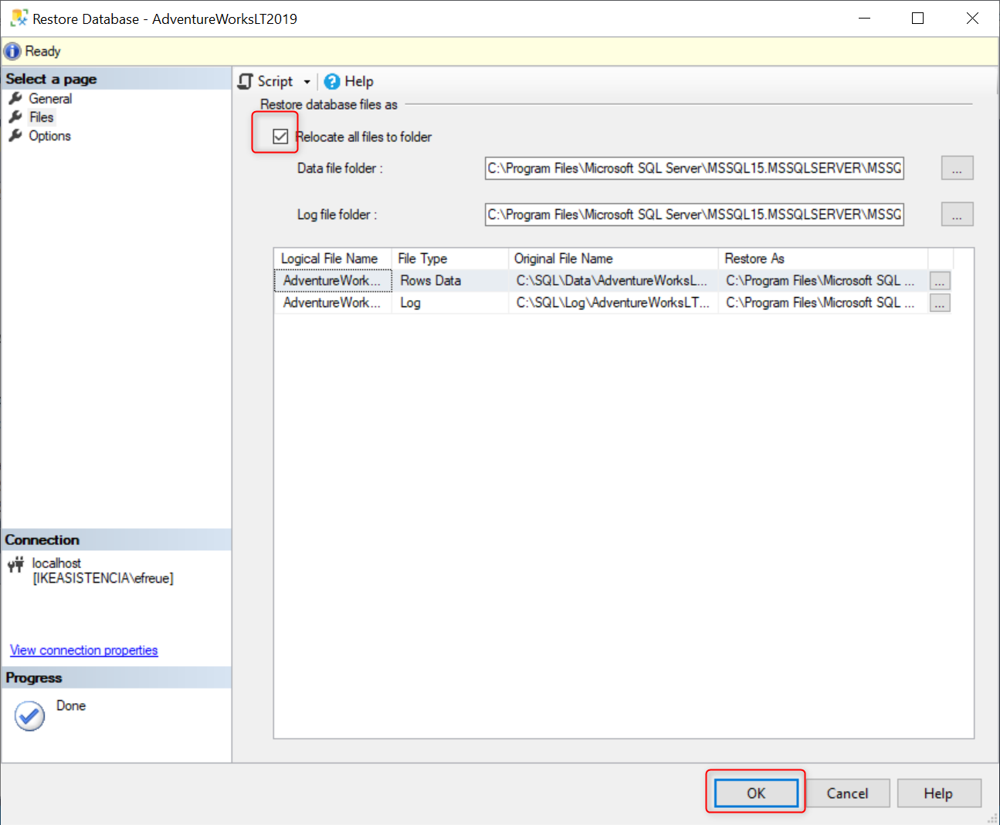 Restore Database - AdventureWorksLT2019
Ready
Select a page
General
Files
Options
Script
Help
Restore database files as
Relocate all files to folder
Data file folder :
C:\Program Files\Microsoft SQL Server\MSSQL15.MSSQLSERVER\MSSQ
...
Log file folder :
C:\Program Files\Microsoft SQL Server\MSSQL15.MSSQLSERVER\MSSQ
...
Logical File Name File Type Original File Name Restore As
AdventureWork... Rows Data C:\SQL\Data\AdventureWorksL... C:\Program Files\Microsoft SQL ... ...
AdventureWork... Log C:\SQL\Log\AdventureWorksLT... C:\Program Files\Microsoft SQL ... ...
Connection
localhost
[IKEASISTENCIA\efreue]
View connection properties
Progress
Done
OK Cancel Help